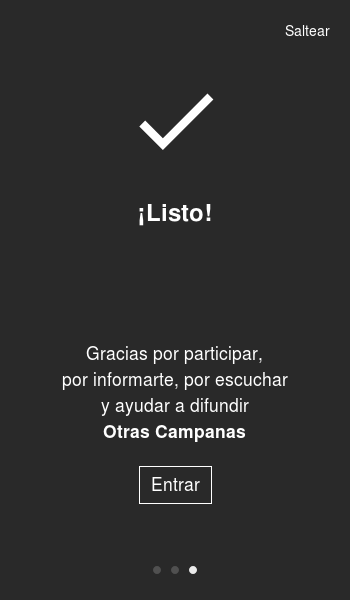 Saltear
¡Listo!
Gracias por participar,
por informarte, por escuchar
y ayudar a difundir
Otras Campanas
Entrar